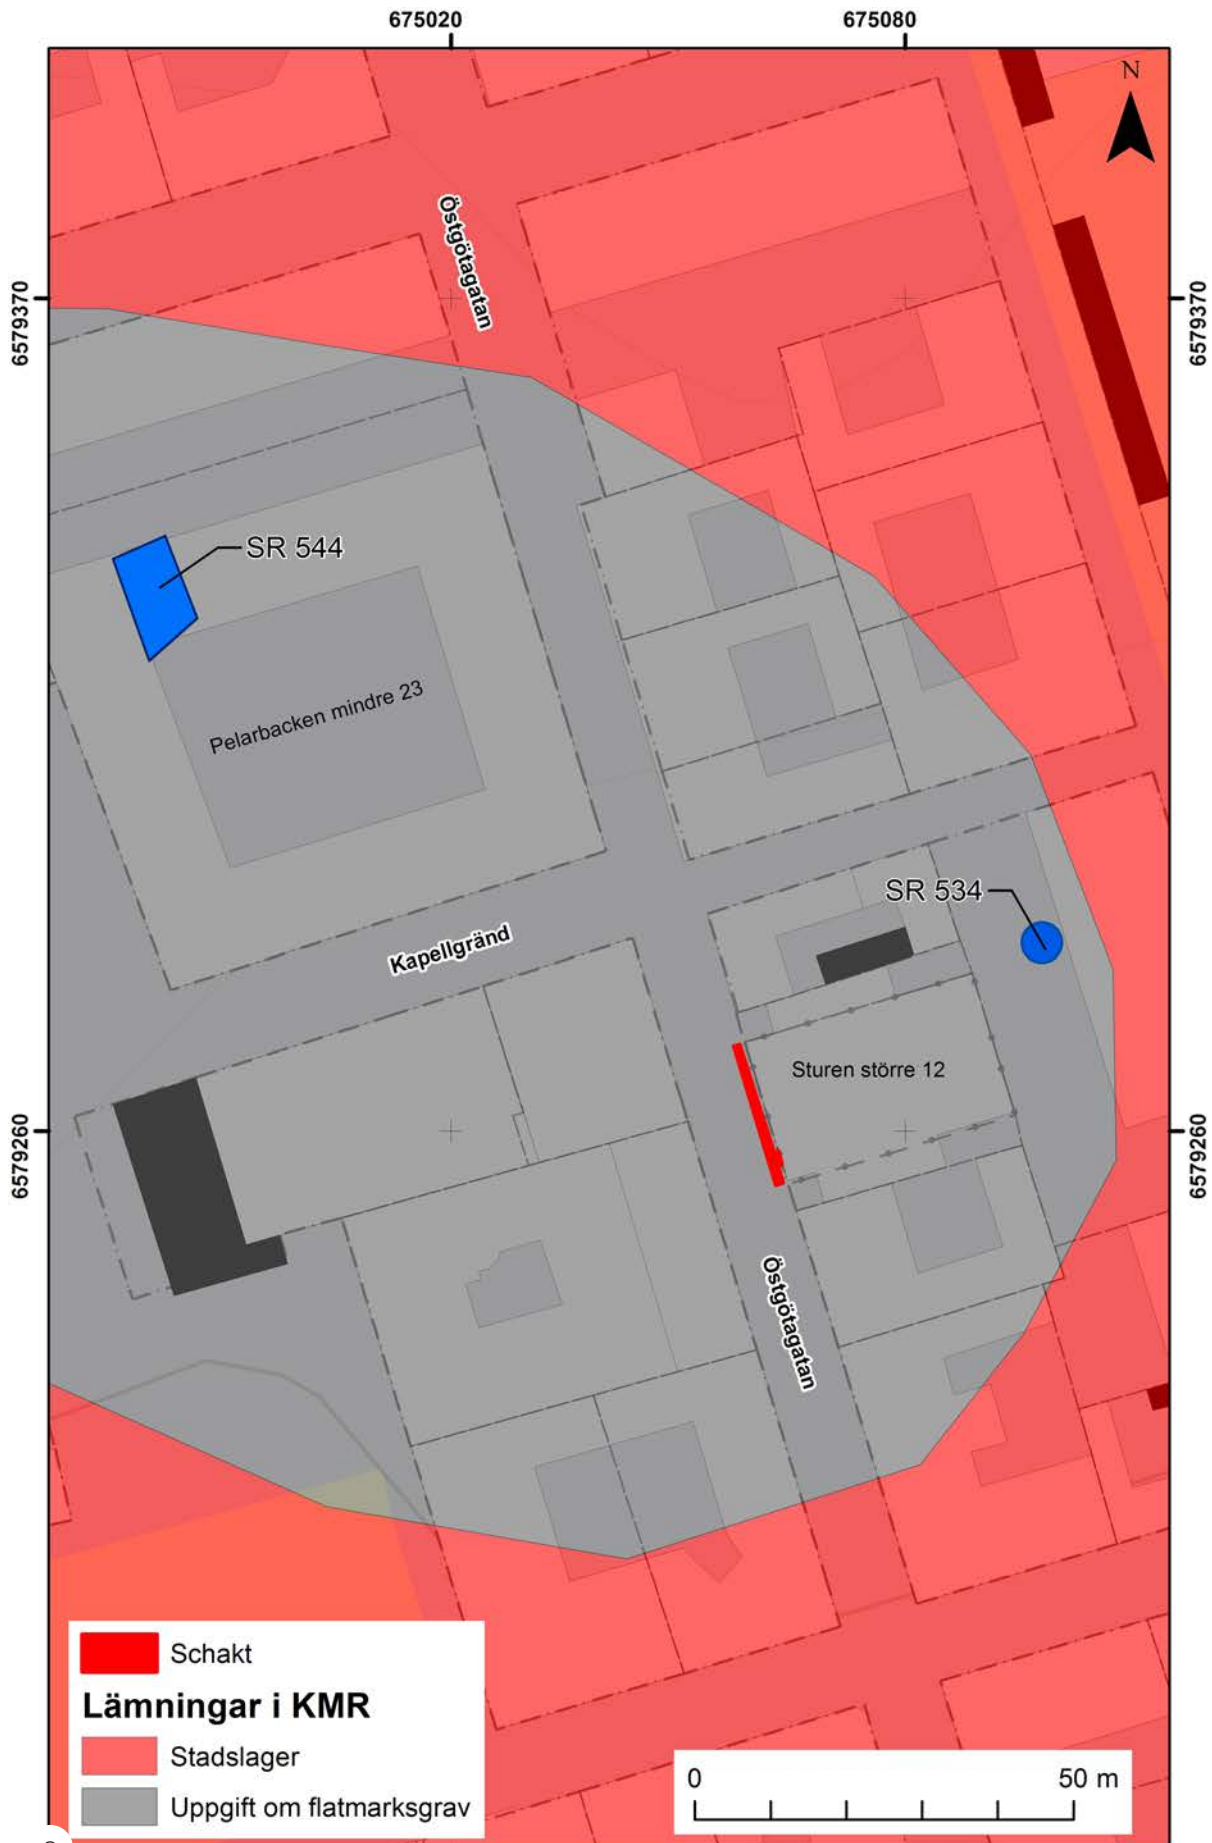 675020
675080
N
Östgötagatan
6579370
6579370
SR 544
Pelarbacken mindre 23
SR 534
Kapellgränd
Sturen större 12
6579260
6579260
Östgötagatan
Schakt
Lämningar i KMR
Stadslager
Uppgift om flatmarksgrav
0
50 m